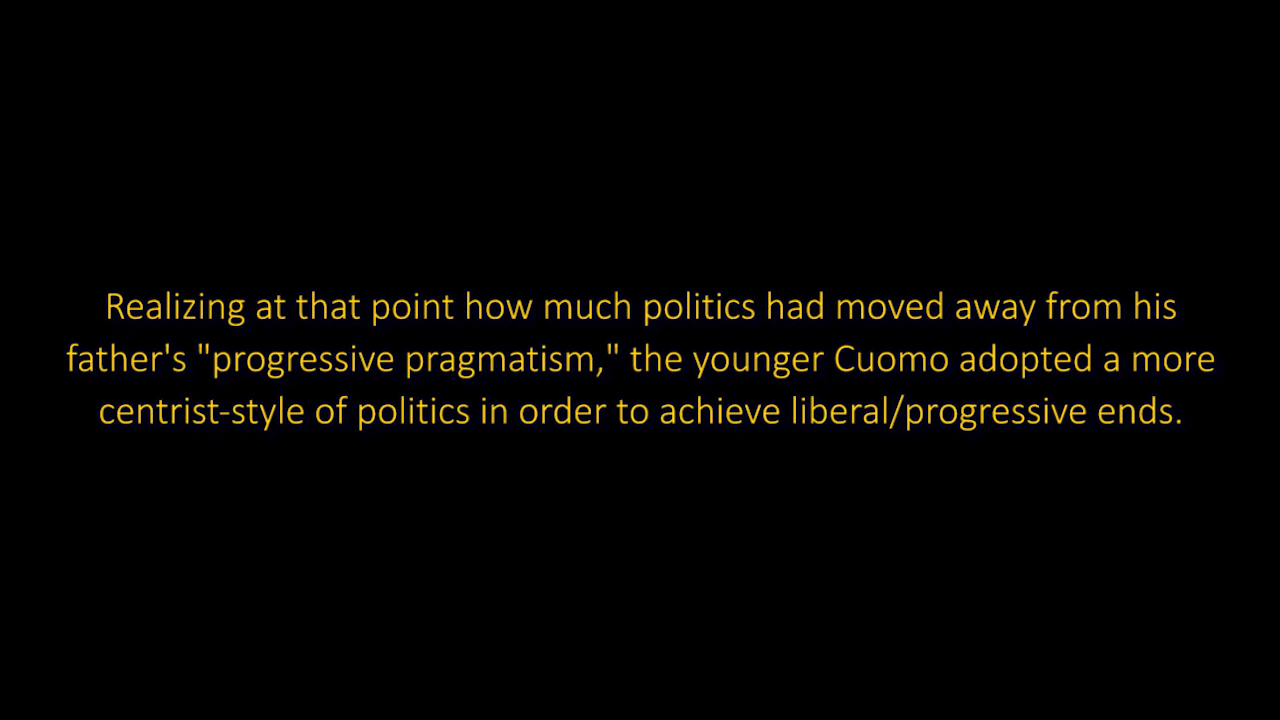 Realizing at that point how much politics had moved away from his
father's "progressive pragmatism," the younger Cuomo adopted a more
centrist-style of politics in order to achieve liberal/progressive ends.